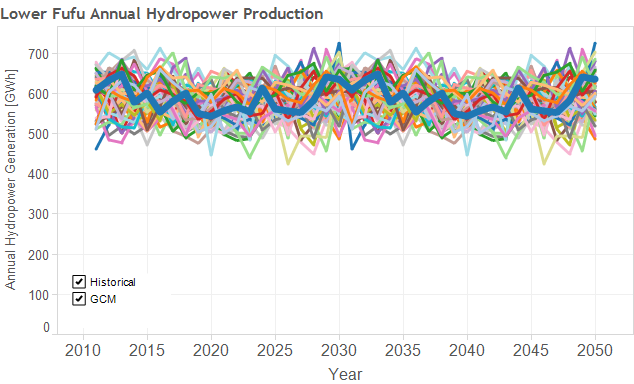 Lower Fufu Annual Hydropower Production
Annual Hydropower Generation [GWh]
700
600
500
400
300
200
100
0
Historical
GCM
2010 2015 2020 2025 2030 2035 2040 2045 2050
Year